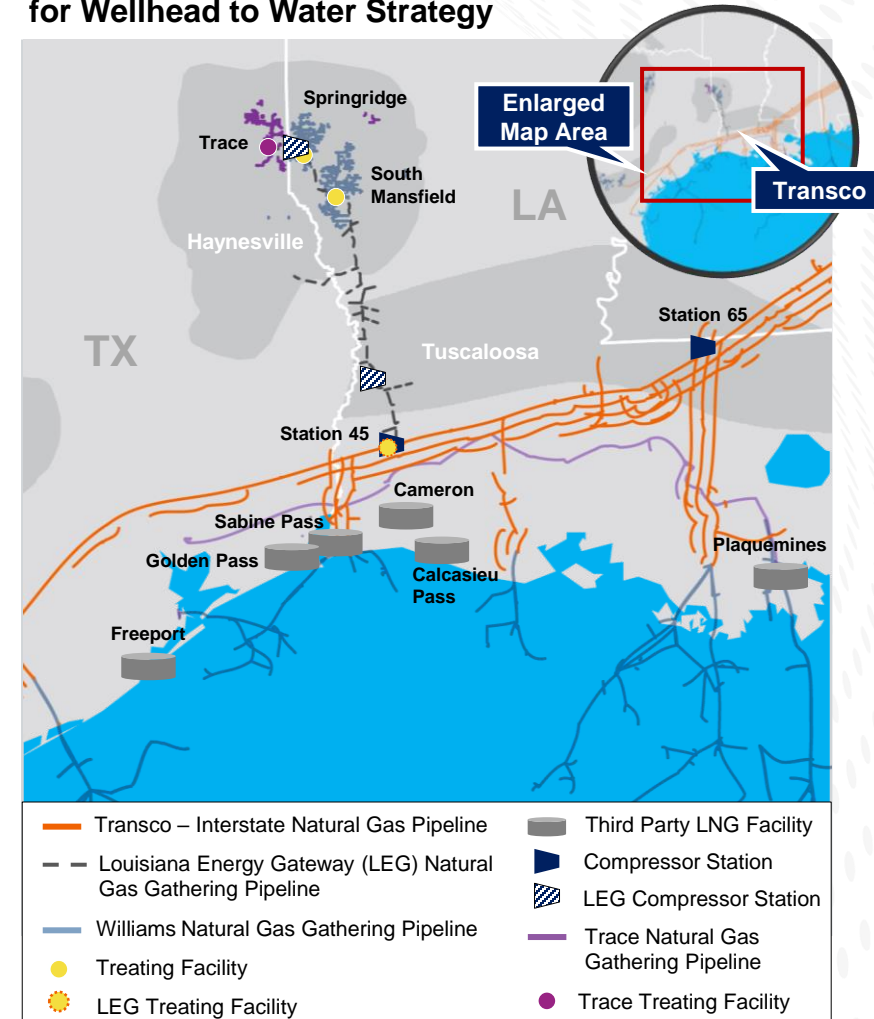 for Wellhead to Water Strategy
Springridge
Trace
Enlarged
Map Area
South
Mansfield
LA
Transco
Haynesville
TX
Station 65
Tuscaloosa
Station 45
Cameron
Sabine Pass
Golden Pass
Plaquemines
Calcasieu
Pass
Freeport
Transco – Interstate Natural Gas Pipeline
Louisiana Energy Gateway (LEG) Natural
Gas Gathering Pipeline
Williams Natural Gas Gathering Pipeline
Treating Facility
LEG Treating Facility
Third Party LNG Facility
Compressor Station
LEG Compressor Station
Trace Natural Gas
Gathering Pipeline
Trace Treating Facility